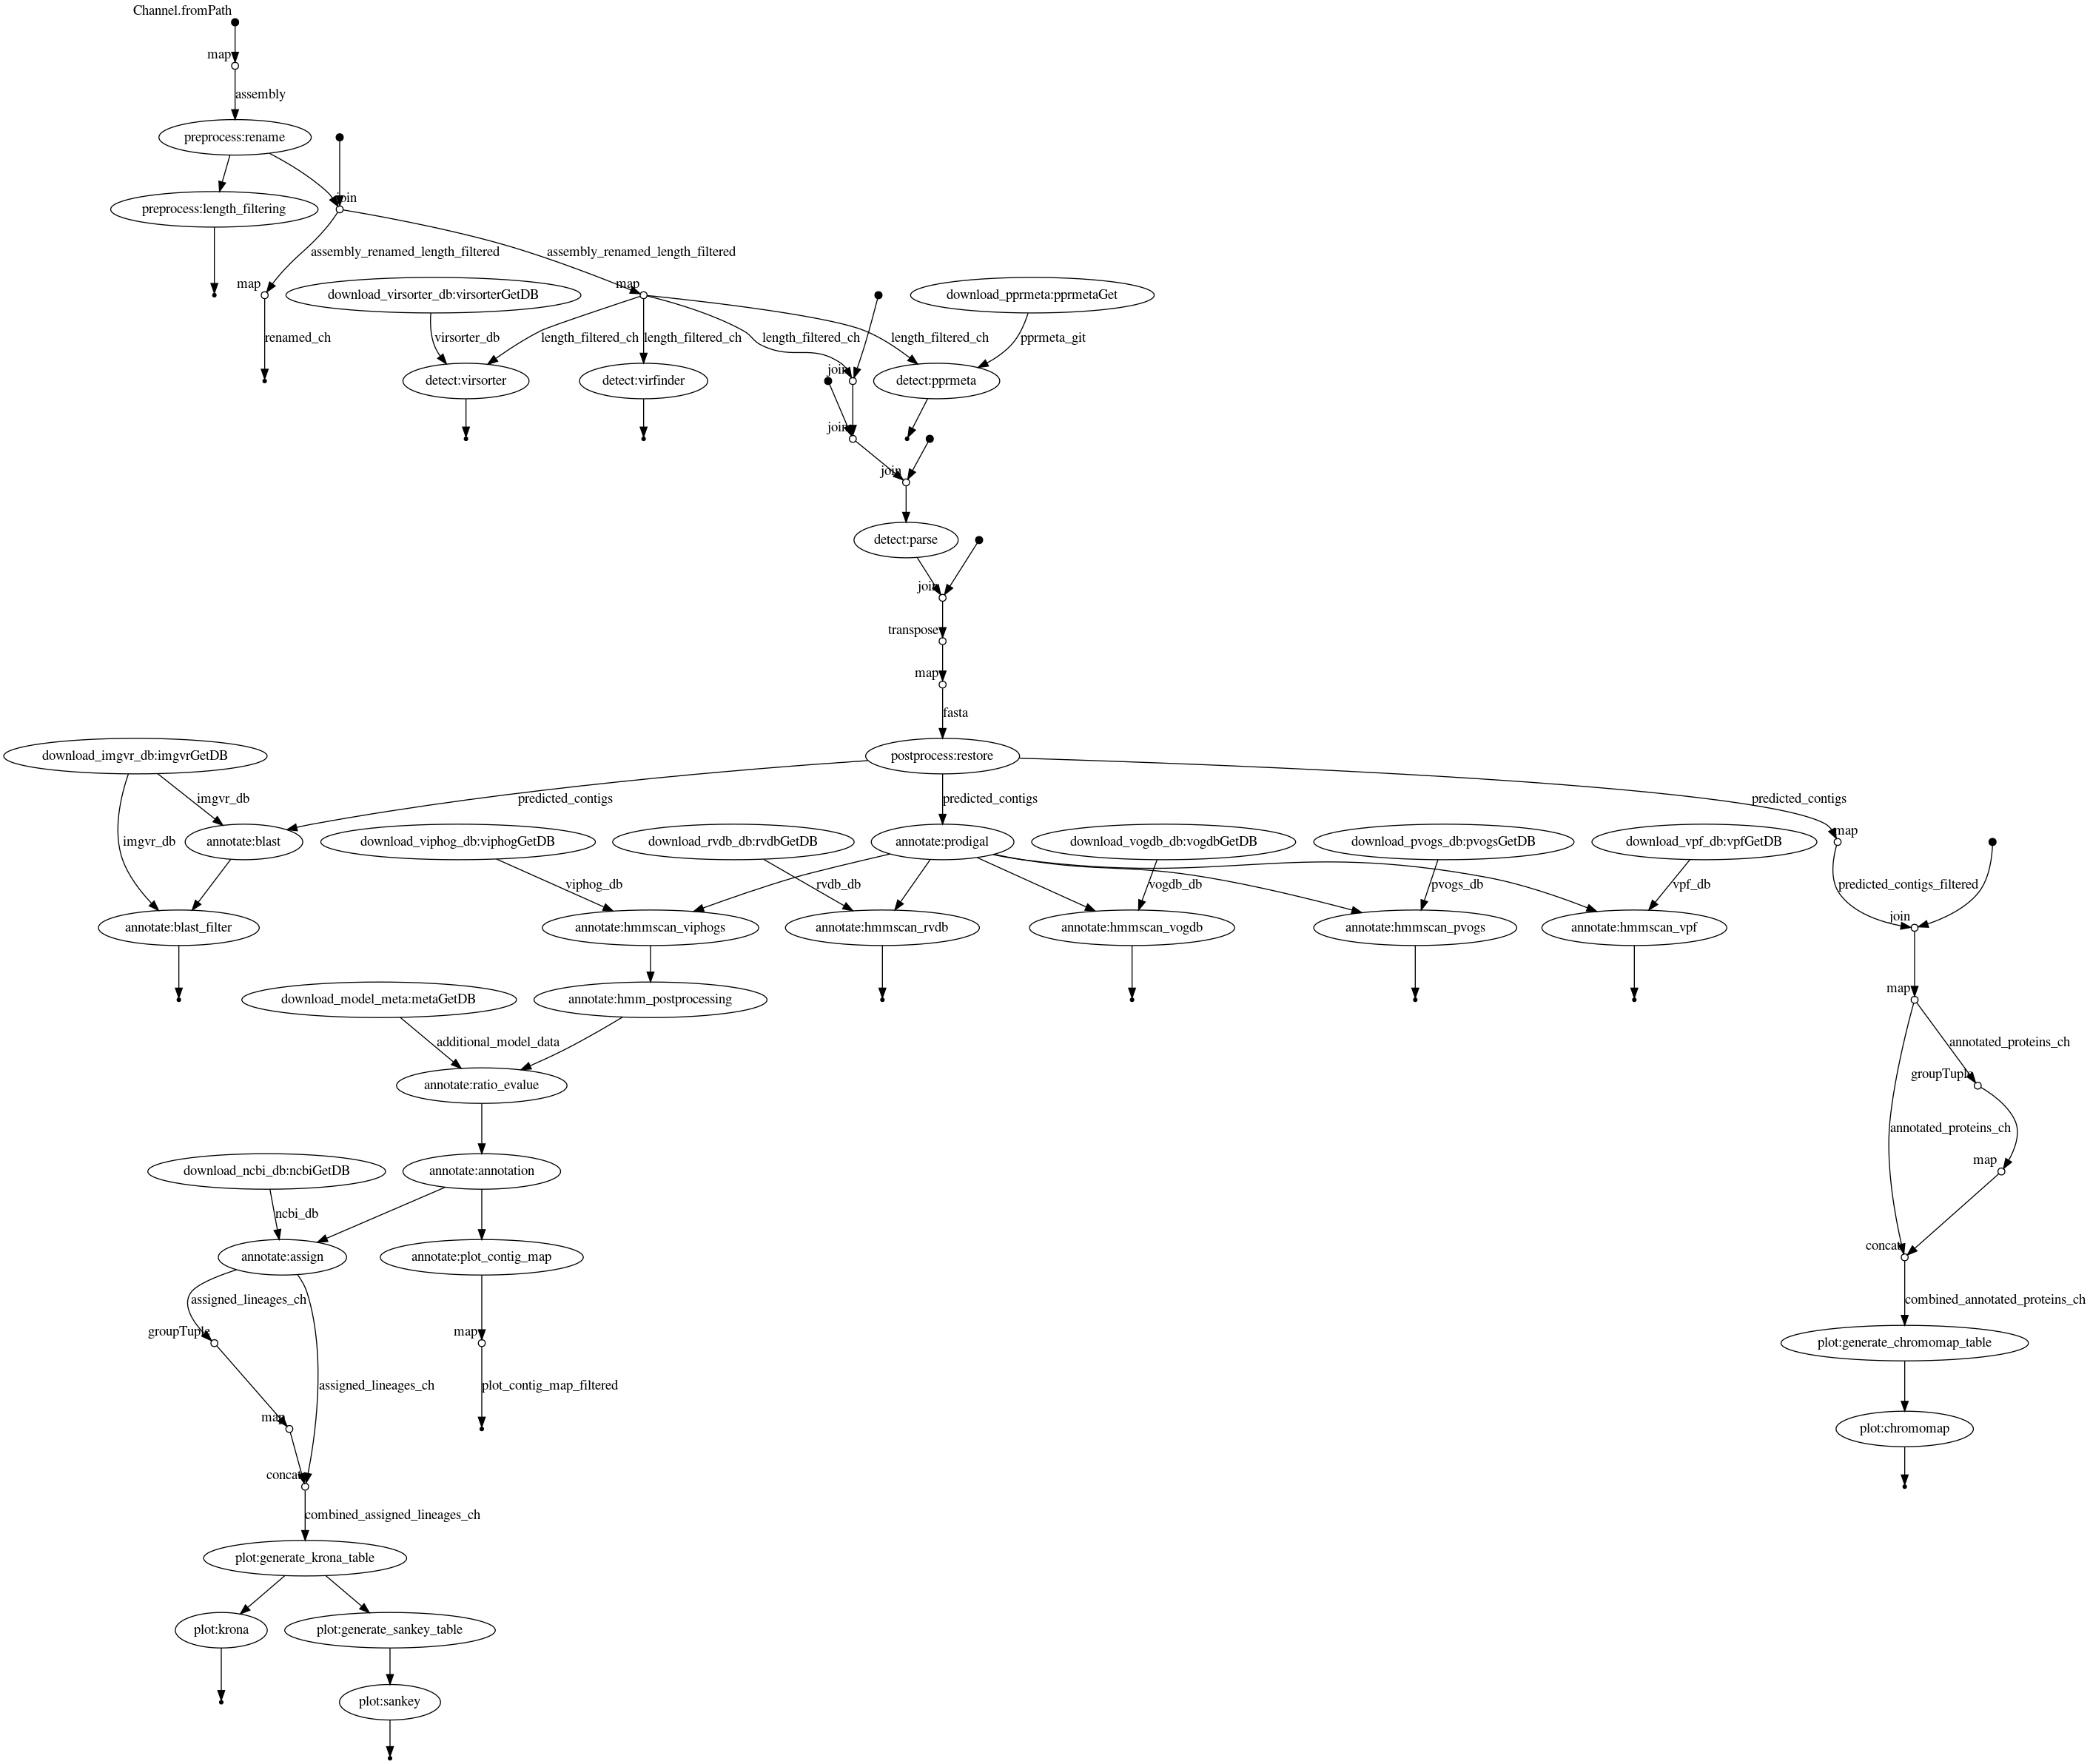 Channel.fromPath
map
assembly
preprocess:rename
preprocess:length_filtering
join
assembly_renamed_length_filtered
assembly_renamed_length_filtered
map
download_virsorter_db:virsorterGetDB
map
download_pprmeta:pprmetaGet
renamed_ch
virsorter_db
length_filtered_ch
length_filtered_ch
length_filtered_ch
length_filtered_ch
pprmeta_git
detect:virsorter
detect:virfinder
join
detect:pprmeta
join
join
detect:parse
join
transpose
map
fasta
download_imgvr_db:imgvrGetDB
postprocess:restore
imgvr_db
predicted_contigs
predicted_contigs
predicted_contigs
imgvr_db
annotate:blast
download_viphog_db:viphogGetDB
download_rvdb_db:rvdbGetDB
annotate:prodigal
download_vogdb_db:vogdbGetDB
download_pvogs_db:pvogsGetDB
download_vpf_db:vpfGetDB
map
viphog_db
rvdb_db
vogdb_db
pvogs_db
vpf_db
predicted_contigs_filtered
annotate:blast_filter
annotate:hmmscan_viphogs
annotate:hmmscan_rvdb
annotate:hmmscan_vogdb
annotate:hmmscan_pvogs
annotate:hmmscan_vpf
join
download_model_meta:metaGetDB
annotate:hmm_postprocessing
map
additional_model_data
annotated_proteins_ch
annotate:ratio_evalue
groupTuple
annotated_proteins_ch
download_ncbi_db:ncbiGetDB
annotate:annotation
map
ncbi_db
annotate:assign
annotate:plot_contig_map
concat
assigned_lineages_ch
combined_annotated_proteins_ch
groupTuple
map
plot:generate_chromomap_table
assigned_lineages_ch
plot_contig_map_filtered
map
plot:chromomap
concat
combined_assigned_lineages_ch
plot:generate_krona_table
plot:krona
plot:generate_sankey_table
plot:sankey